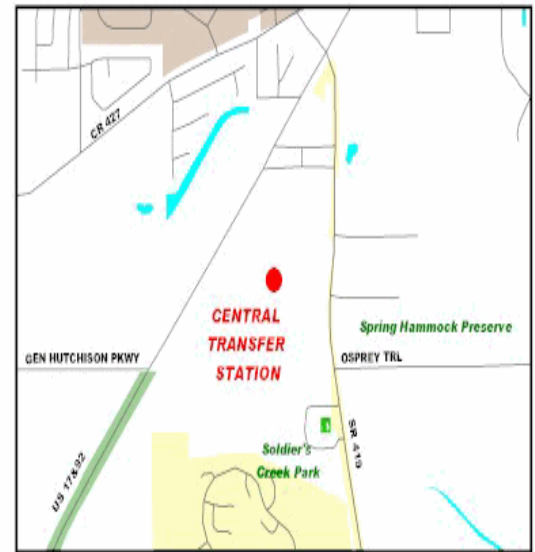 CR 427
CENTRAL
TRANSFER
STATION
Spring Hammock Preserve
GEN HUTCHISON PKWY
OSPREY TRL
SR 419
Soldier's
Creek Park
US 17&92